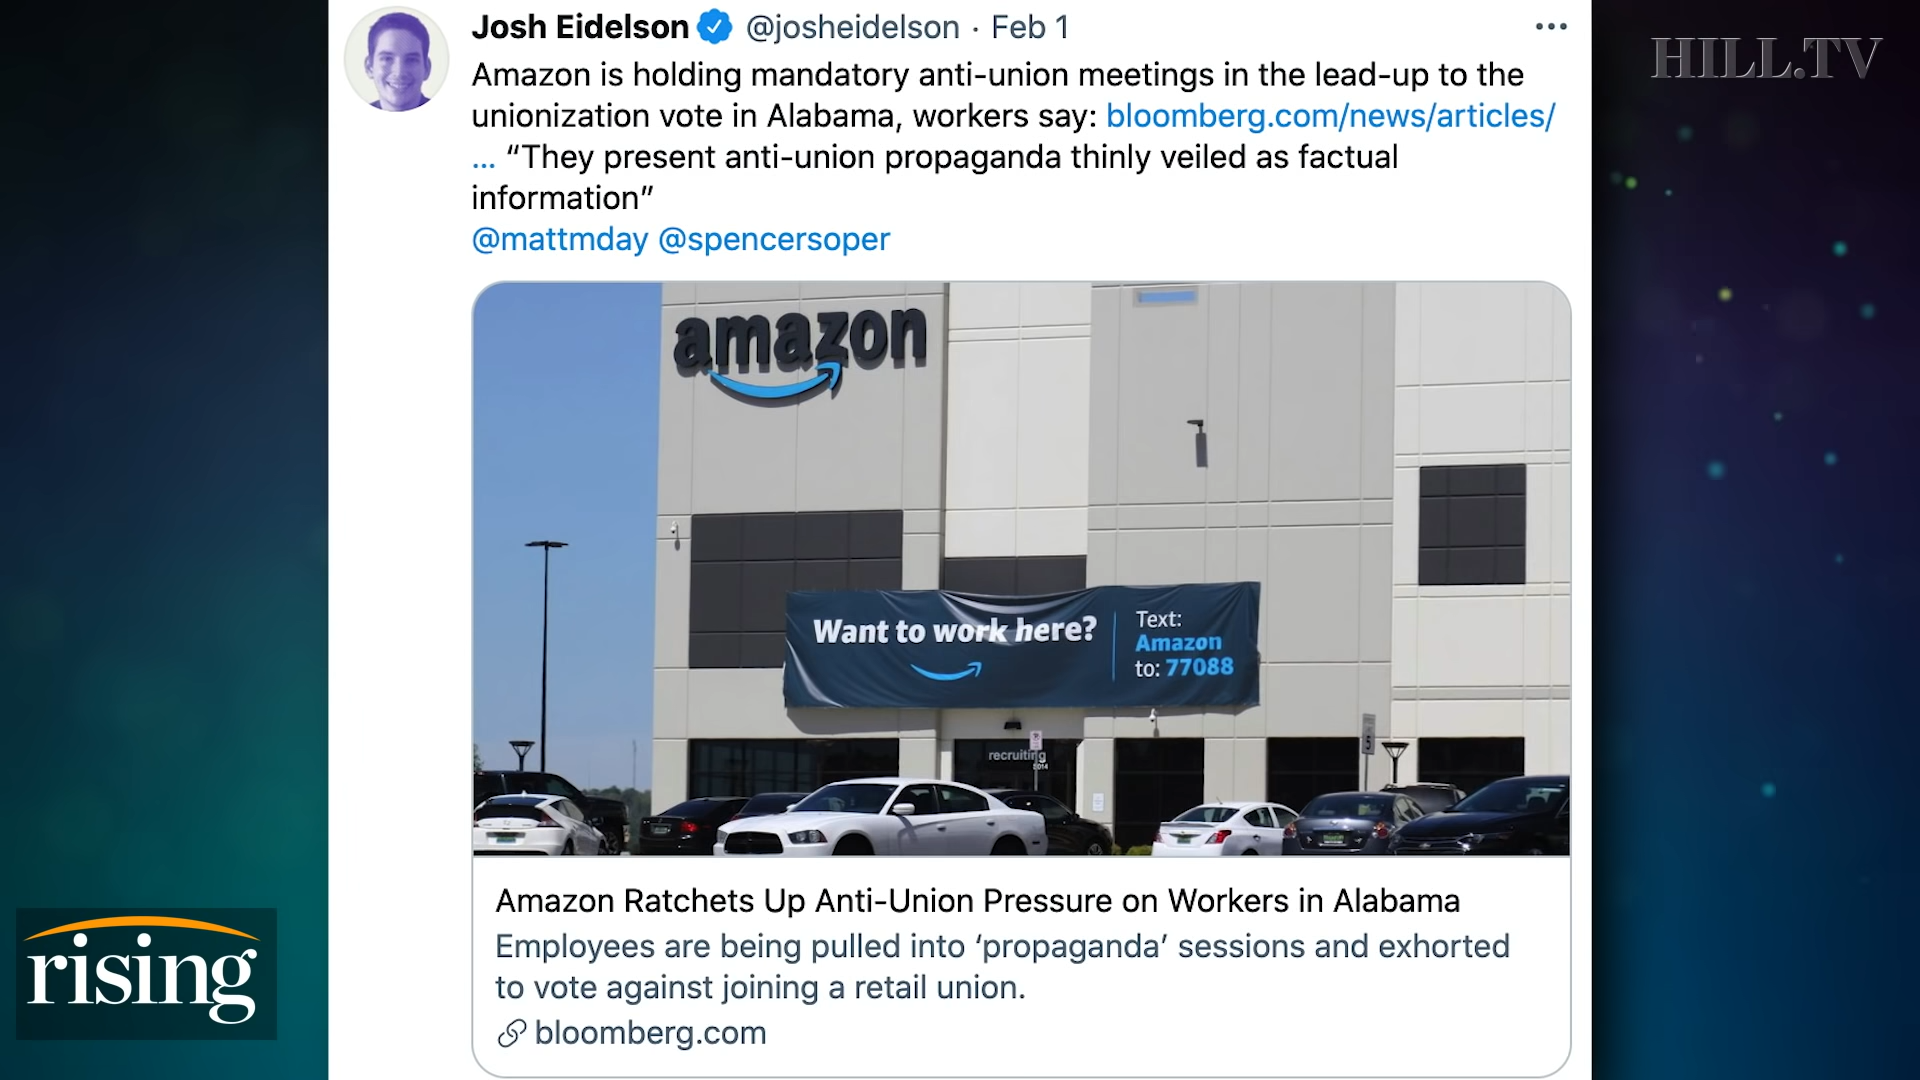 Josh Eidelson @josheidelson · Feb 1
HILL.TV
Amazon is holding mandatory anti-union meetings in the lead-up to the
unionization vote in Alabama, workers say: bloomberg.com/news/articles/
... “They present anti-union propaganda thinly veiled as factual
information”
@mattmday @spencersoper
amazon
Want to work here?
Text:
Amazon
to: 77088
recruiting
5
Amazon Ratchets Up Anti-Union Pressure on Workers in Alabama
Employees are being pulled into ‘propaganda’ sessions and exhorted
to vote against joining a retail union.
bloomberg.com
rising